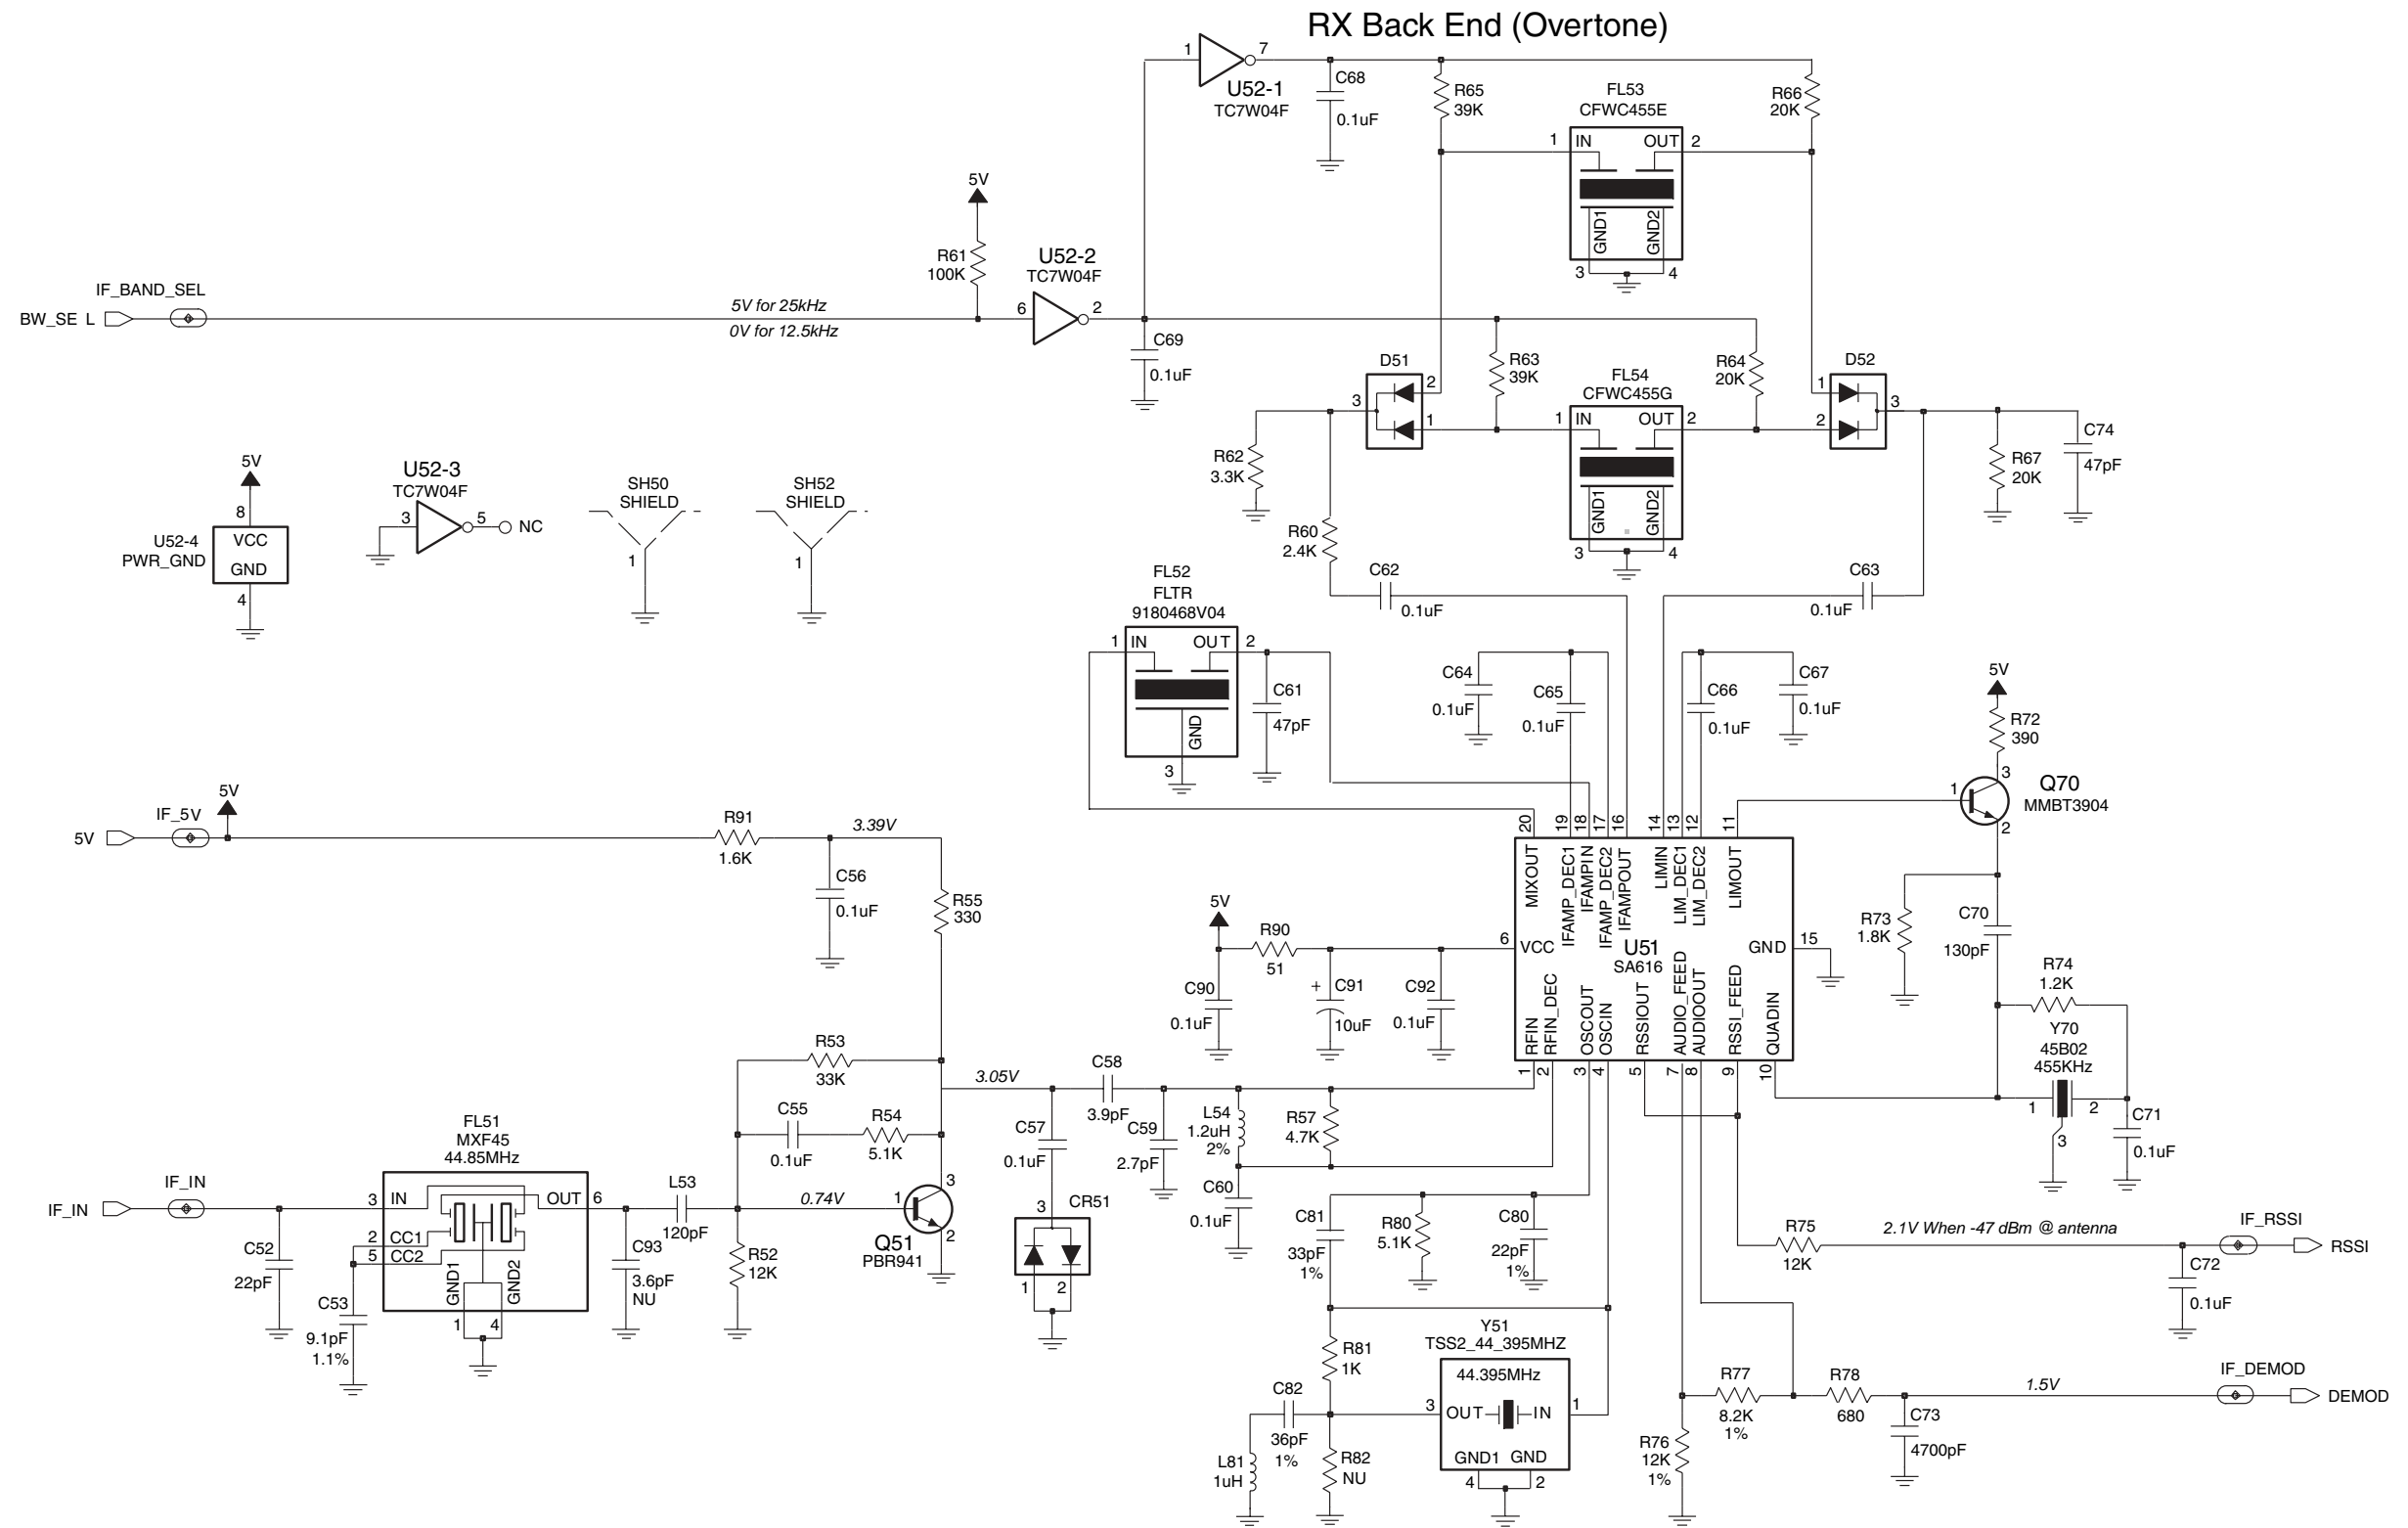 RX Back End (Overtone)
1
7
U52-1
TC7W04F
C68
0.1uF
R65
39K
FL53
CFWC455E
R66
20K
1
IN
OUT
2
GND1
GND2
3
4
5V
R61
100K
U52-2
TC7W04F
IF_BAND_SEL
BW_SE L
5V for 25kHz
0V for 12.5kHz
6
2
C69
0.1uF
D51
2
3
1
R63
39K
FL54
CFWC455G
R64
20K
D52
1
3
2
1
IN
OUT
2
GND1
GND2
3
4
R62
3.3K
R67
20K
C74
47pF
R60
2.4K
C62
0.1uF
C63
0.1uF
5V
8
U52-4
PWR_GND
VCC
GND
4
U52-3
TC7W04F
3
5
NC
SH50
SHIELD
1
SH52
SHIELD
1
FL52
FLTR
9180468V04
1
IN
OUT
2
GND
3
C61
47pF
C64
0.1uF
C65
0.1uF
C66
0.1uF
C67
0.1uF
5V
R72
390
3
1
Q70
MMBT3904
2
5V
IF_5V
5V
R91
1.6K
3.39V
C56
0.1uF
R55
330
20
19
18
17
16
14
13
12
11
MIXOUT
IFAMP_DEC1
IFAMPIN
IFAMP_DEC2
IFAMPOUT
LIMIN
LIM_DEC1
LIM_DEC2
LIMOUT
5V
R90
51
6
VCC
U51
SA616
GND
15
C90
0.1uF
C91
+
10uF
C92
0.1uF
RFIN
RFIN_DEC
OSCOUT
OSCIN
RSSIOUT
AUDIO_FEED
AUDIOOUT
RSSI_FEED
QUADIN
1
2
3
4
5
7
8
9
10
R73
1.8K
C70
130pF
R74
1.2K
Y70
45B02
455KHz
1
2
3
C71
0.1uF
R53
33K
3.05V
C58
3.9pF
C55
0.1uF
R54
5.1K
C57
0.1uF
C59
2.7pF
L54
1.2uH
2%
R57
4.7K
C60
0.1uF
FL51
MXF45
44.85MHz
IF_IN
IF_IN
3
IN
OUT
6
2
CC1
5
CC2
GND1
GND2
1
4
C52
22pF
C53
9.1pF
1.1%
C93
3.6pF
NU
L53
120pF
R52
12K
0.74V
1
3
2
Q51
PBR941
CR51
3
1
2
C81
33pF
1%
R80
5.1K
C80
22pF
1%
R75
12K
2.1V When -47 dBm @ antenna
IF_RSSI
RSSI
C72
0.1uF
R81
1K
Y51
TSS2_44_395MHZ
44.395MHz
3
OUT
IN
1
GND1
GND
4
2
C82
36pF
1%
L81
1uH
R82
NU
R77
8.2K
1%
R78
680
R76
12K
1%
C73
4700pF
1.5V
IF_DEMOD
DEMOD